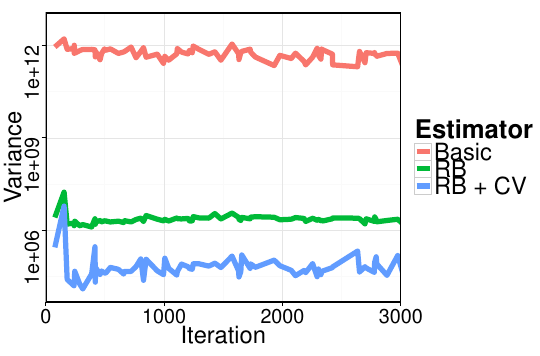 1e+12
1e+09
1e+06
Variance
0
1000
2000
3000
Iteration
Estimator
Basic
RB
RB + CV